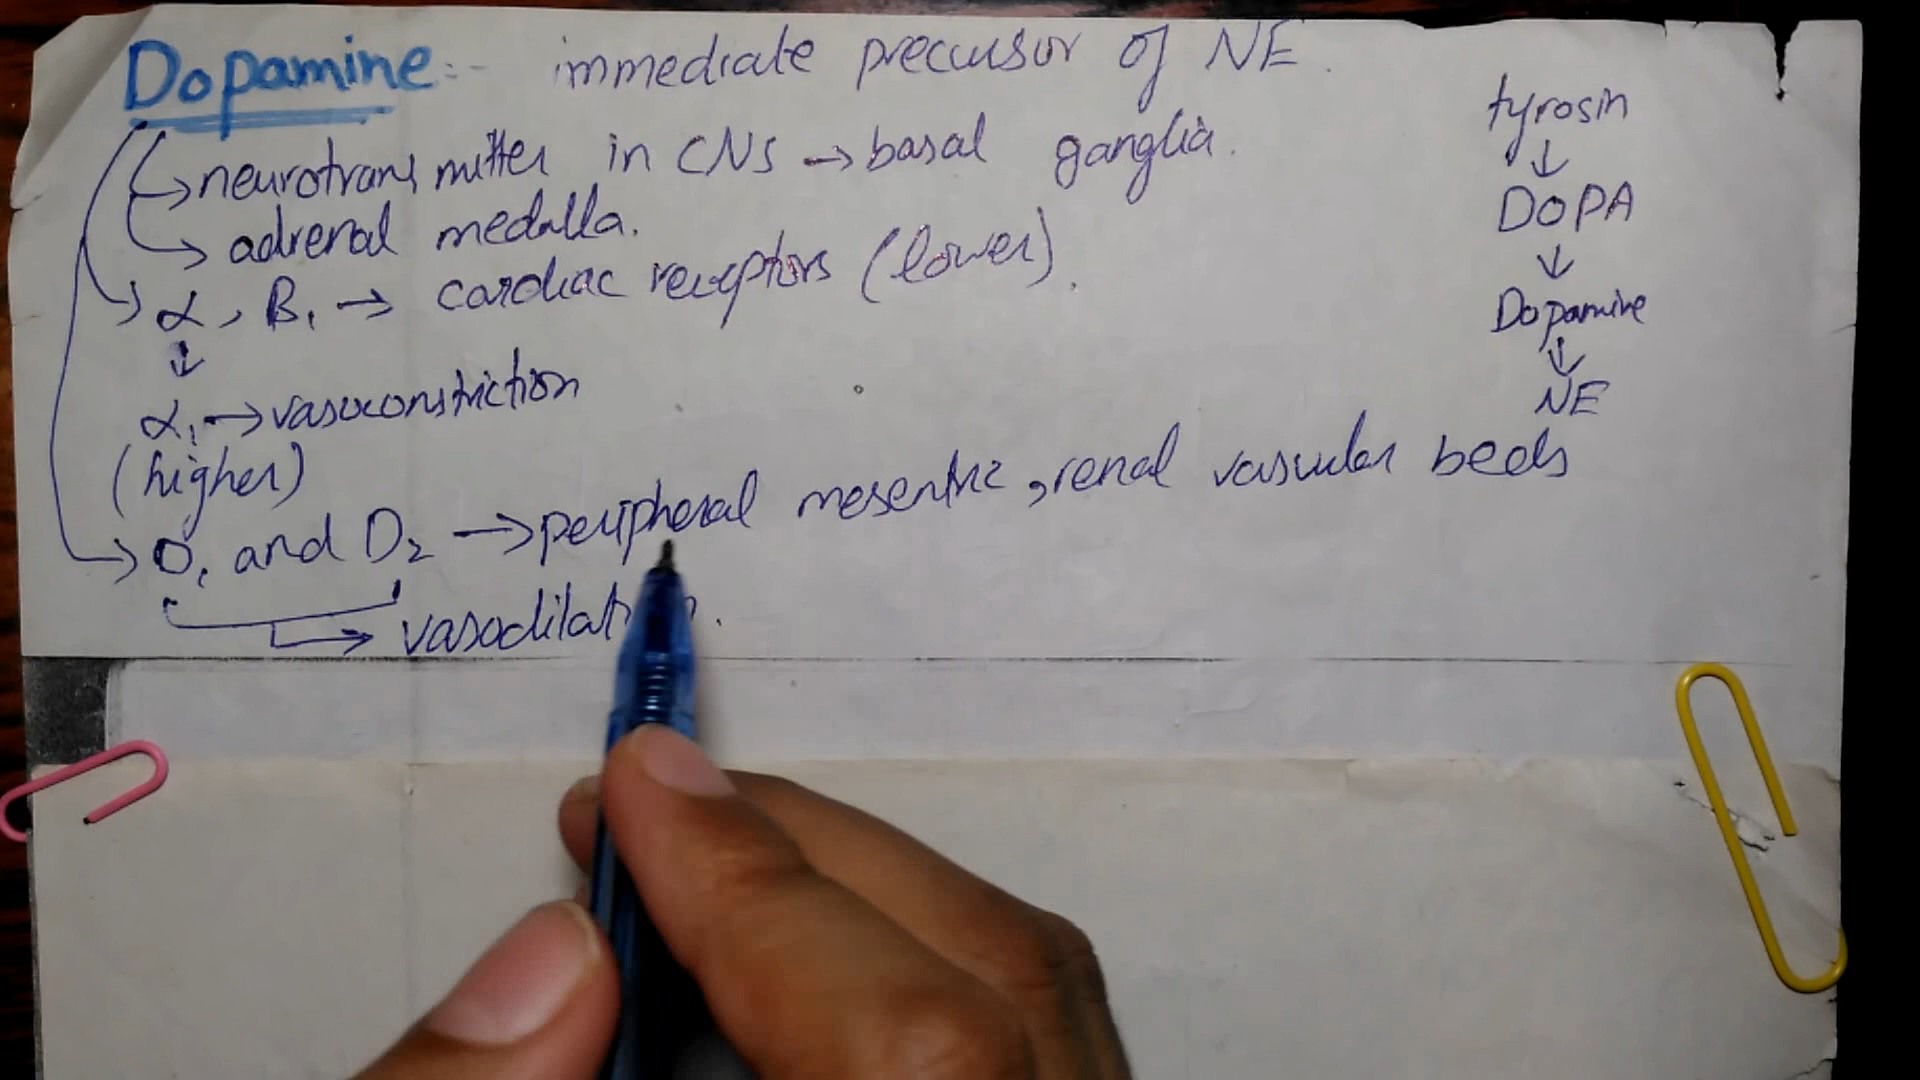 Dopamine:- immediate precursor of NE.
neurotransmitter in CNS → basal ganglia.
adrenal medulla.
α, B₁ → cardiac receptors (lower).
↓
α₁ → vasoconstriction
(higher)
D₁ and D₂ → peripheral mesentric, renal vascular beds
→ vasodilat
tyrosin
↓
DOPA
↓
Dopamine
↓
NE